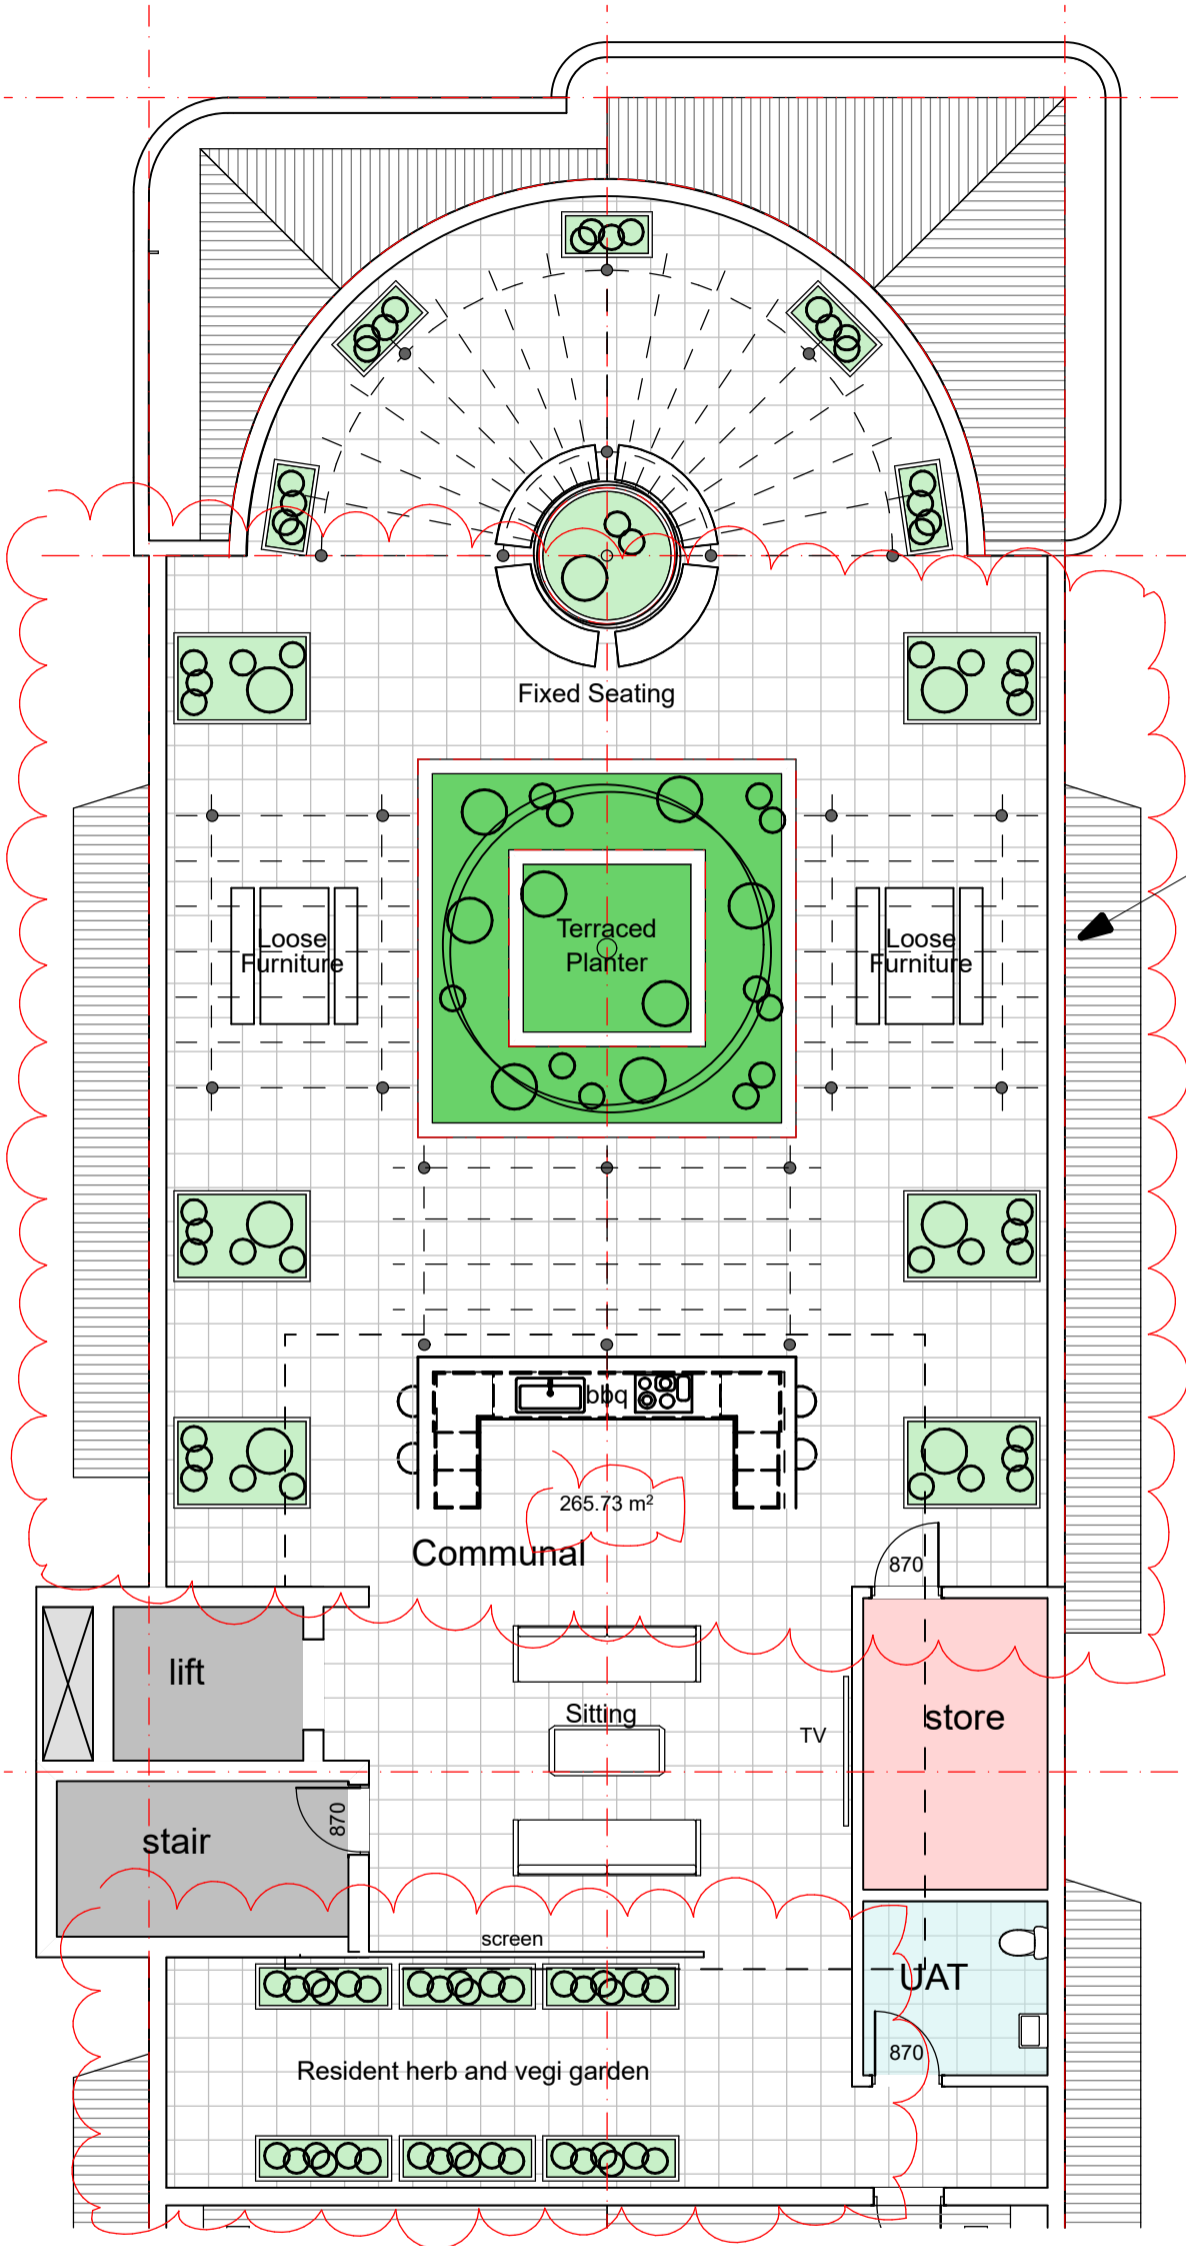 Fixed Seating
Loose
Furniture
Terraced
Planter
Loose
Furniture
bbq
265.73 m²
Communal
870
lift
Sitting
store
TV
870
stair
screen
UAT
870
Resident herb and vegi garden